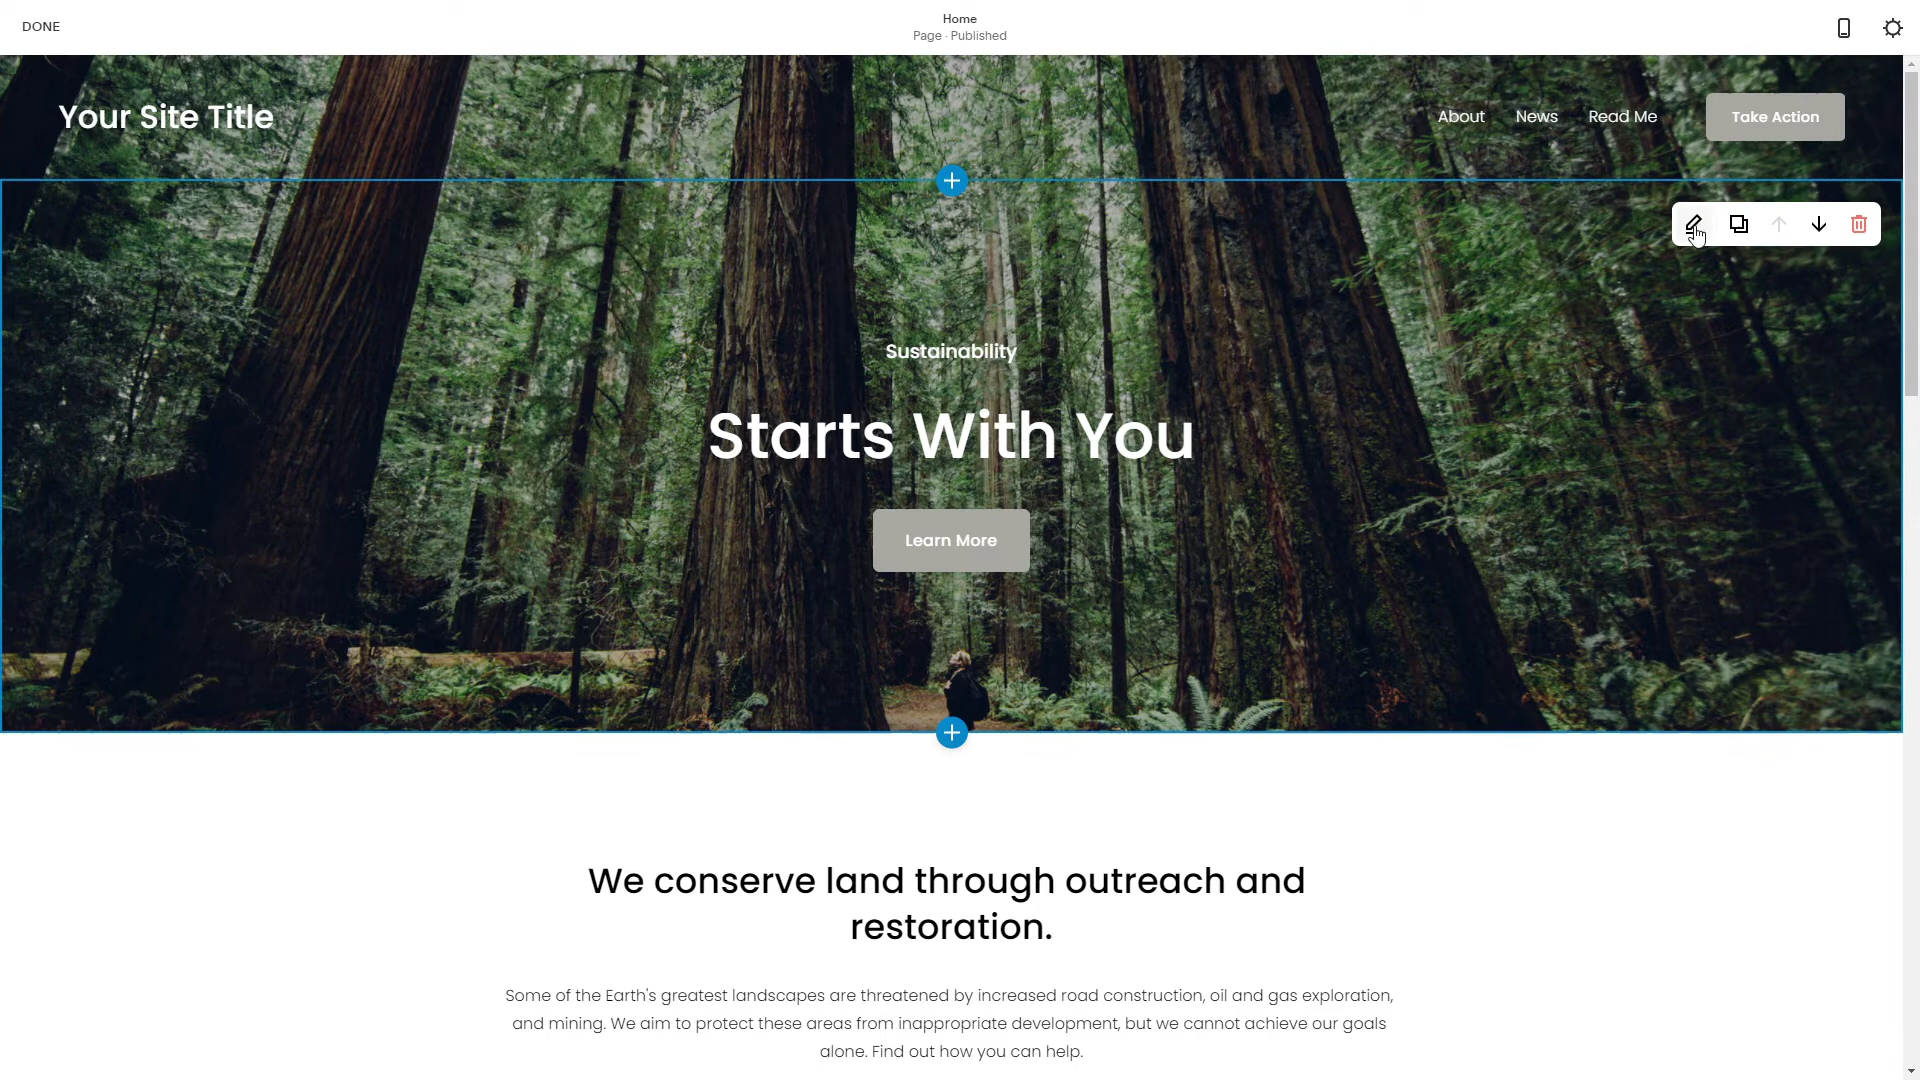 DONE
Home
Page · Published
Your Site Title
About
News
Read Me
Take Action
Sustainability
Starts With You
Learn More
We conserve land through outreach and
restoration.
Some of the Earth's greatest landscapes are threatened by increased road construction, oil and gas exploration,
and mining. We aim to protect these areas from inappropriate development, but we cannot achieve our goals
alone. Find out how you can help.